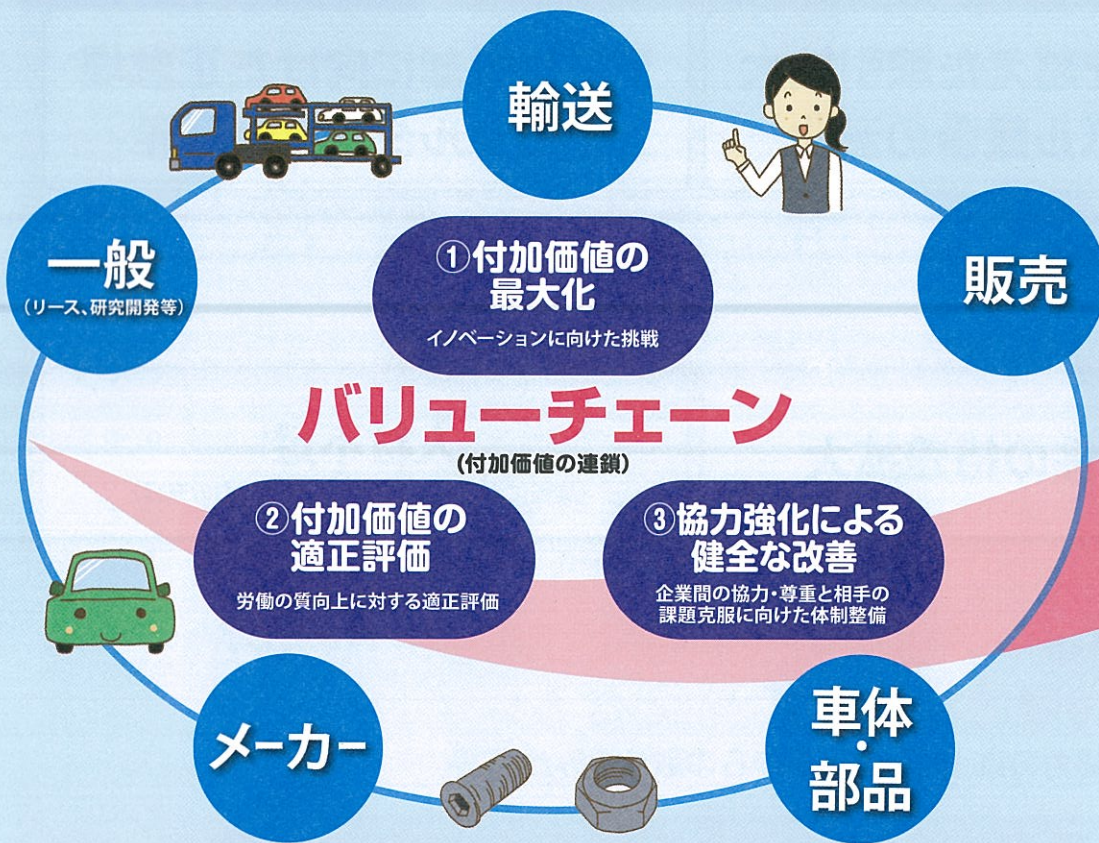 輸送
一般
(リース、研究開発等)
販売
①付加価値の
最大化
イノベーションに向けた挑戦
バリューチェーン
(付加価値の連鎖)
②付加価値の
適正評価
労働の質向上に対する適正評価
③協力強化による
健全な改善
企業間の協力・尊重と相手の
課題克服に向けた体制整備
メーカー
車体
・
部品